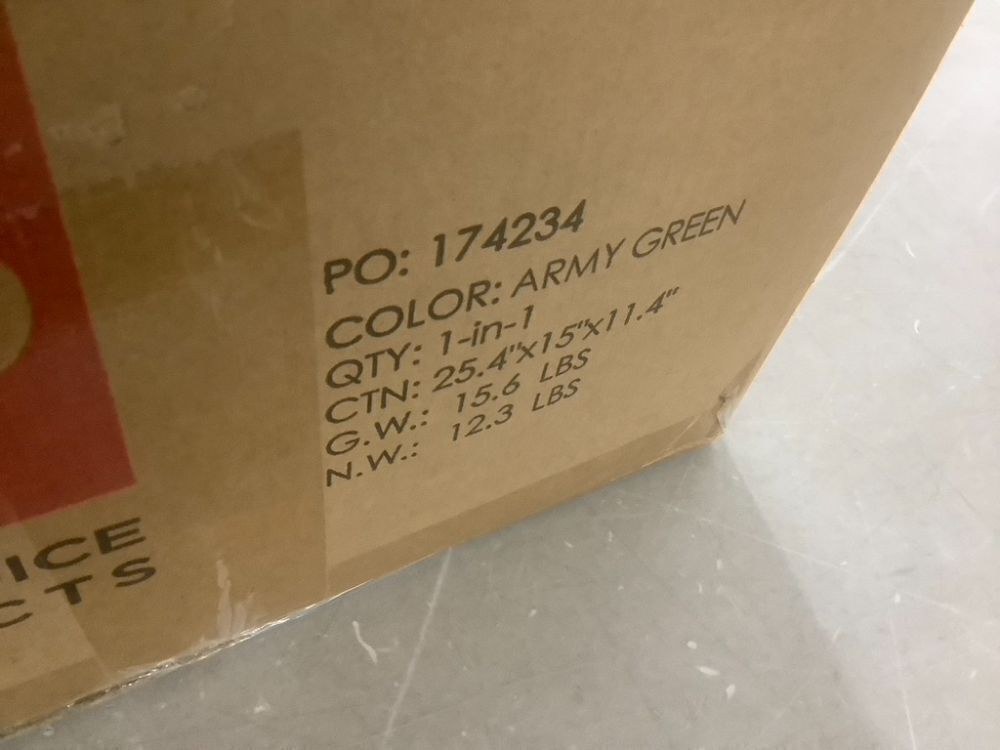 PO: 174234
COLOR: ARMY GREEN
QTY: 1-in-1
CTN: 25.4"x15"x11.4"
G.W.: 15.6 LBS
N.W.: 12.3 LBS
ICE
CTS